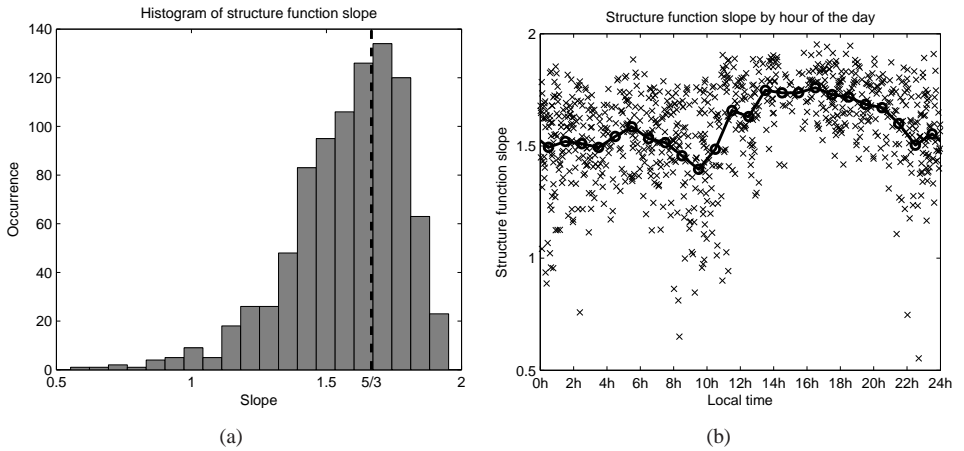 Histogram of structure function slope
140
120
100
80
60
40
20
0
Occurrence
0.5 1 1.5 5/3 2
Slope
(a)
Structure function slope by hour of the day
2
1.5
1
0.5
Structure function slope
0h 2h 4h 6h 8h 10h 12h 14h 16h 18h 20h 22h 24h
Local time
(b)